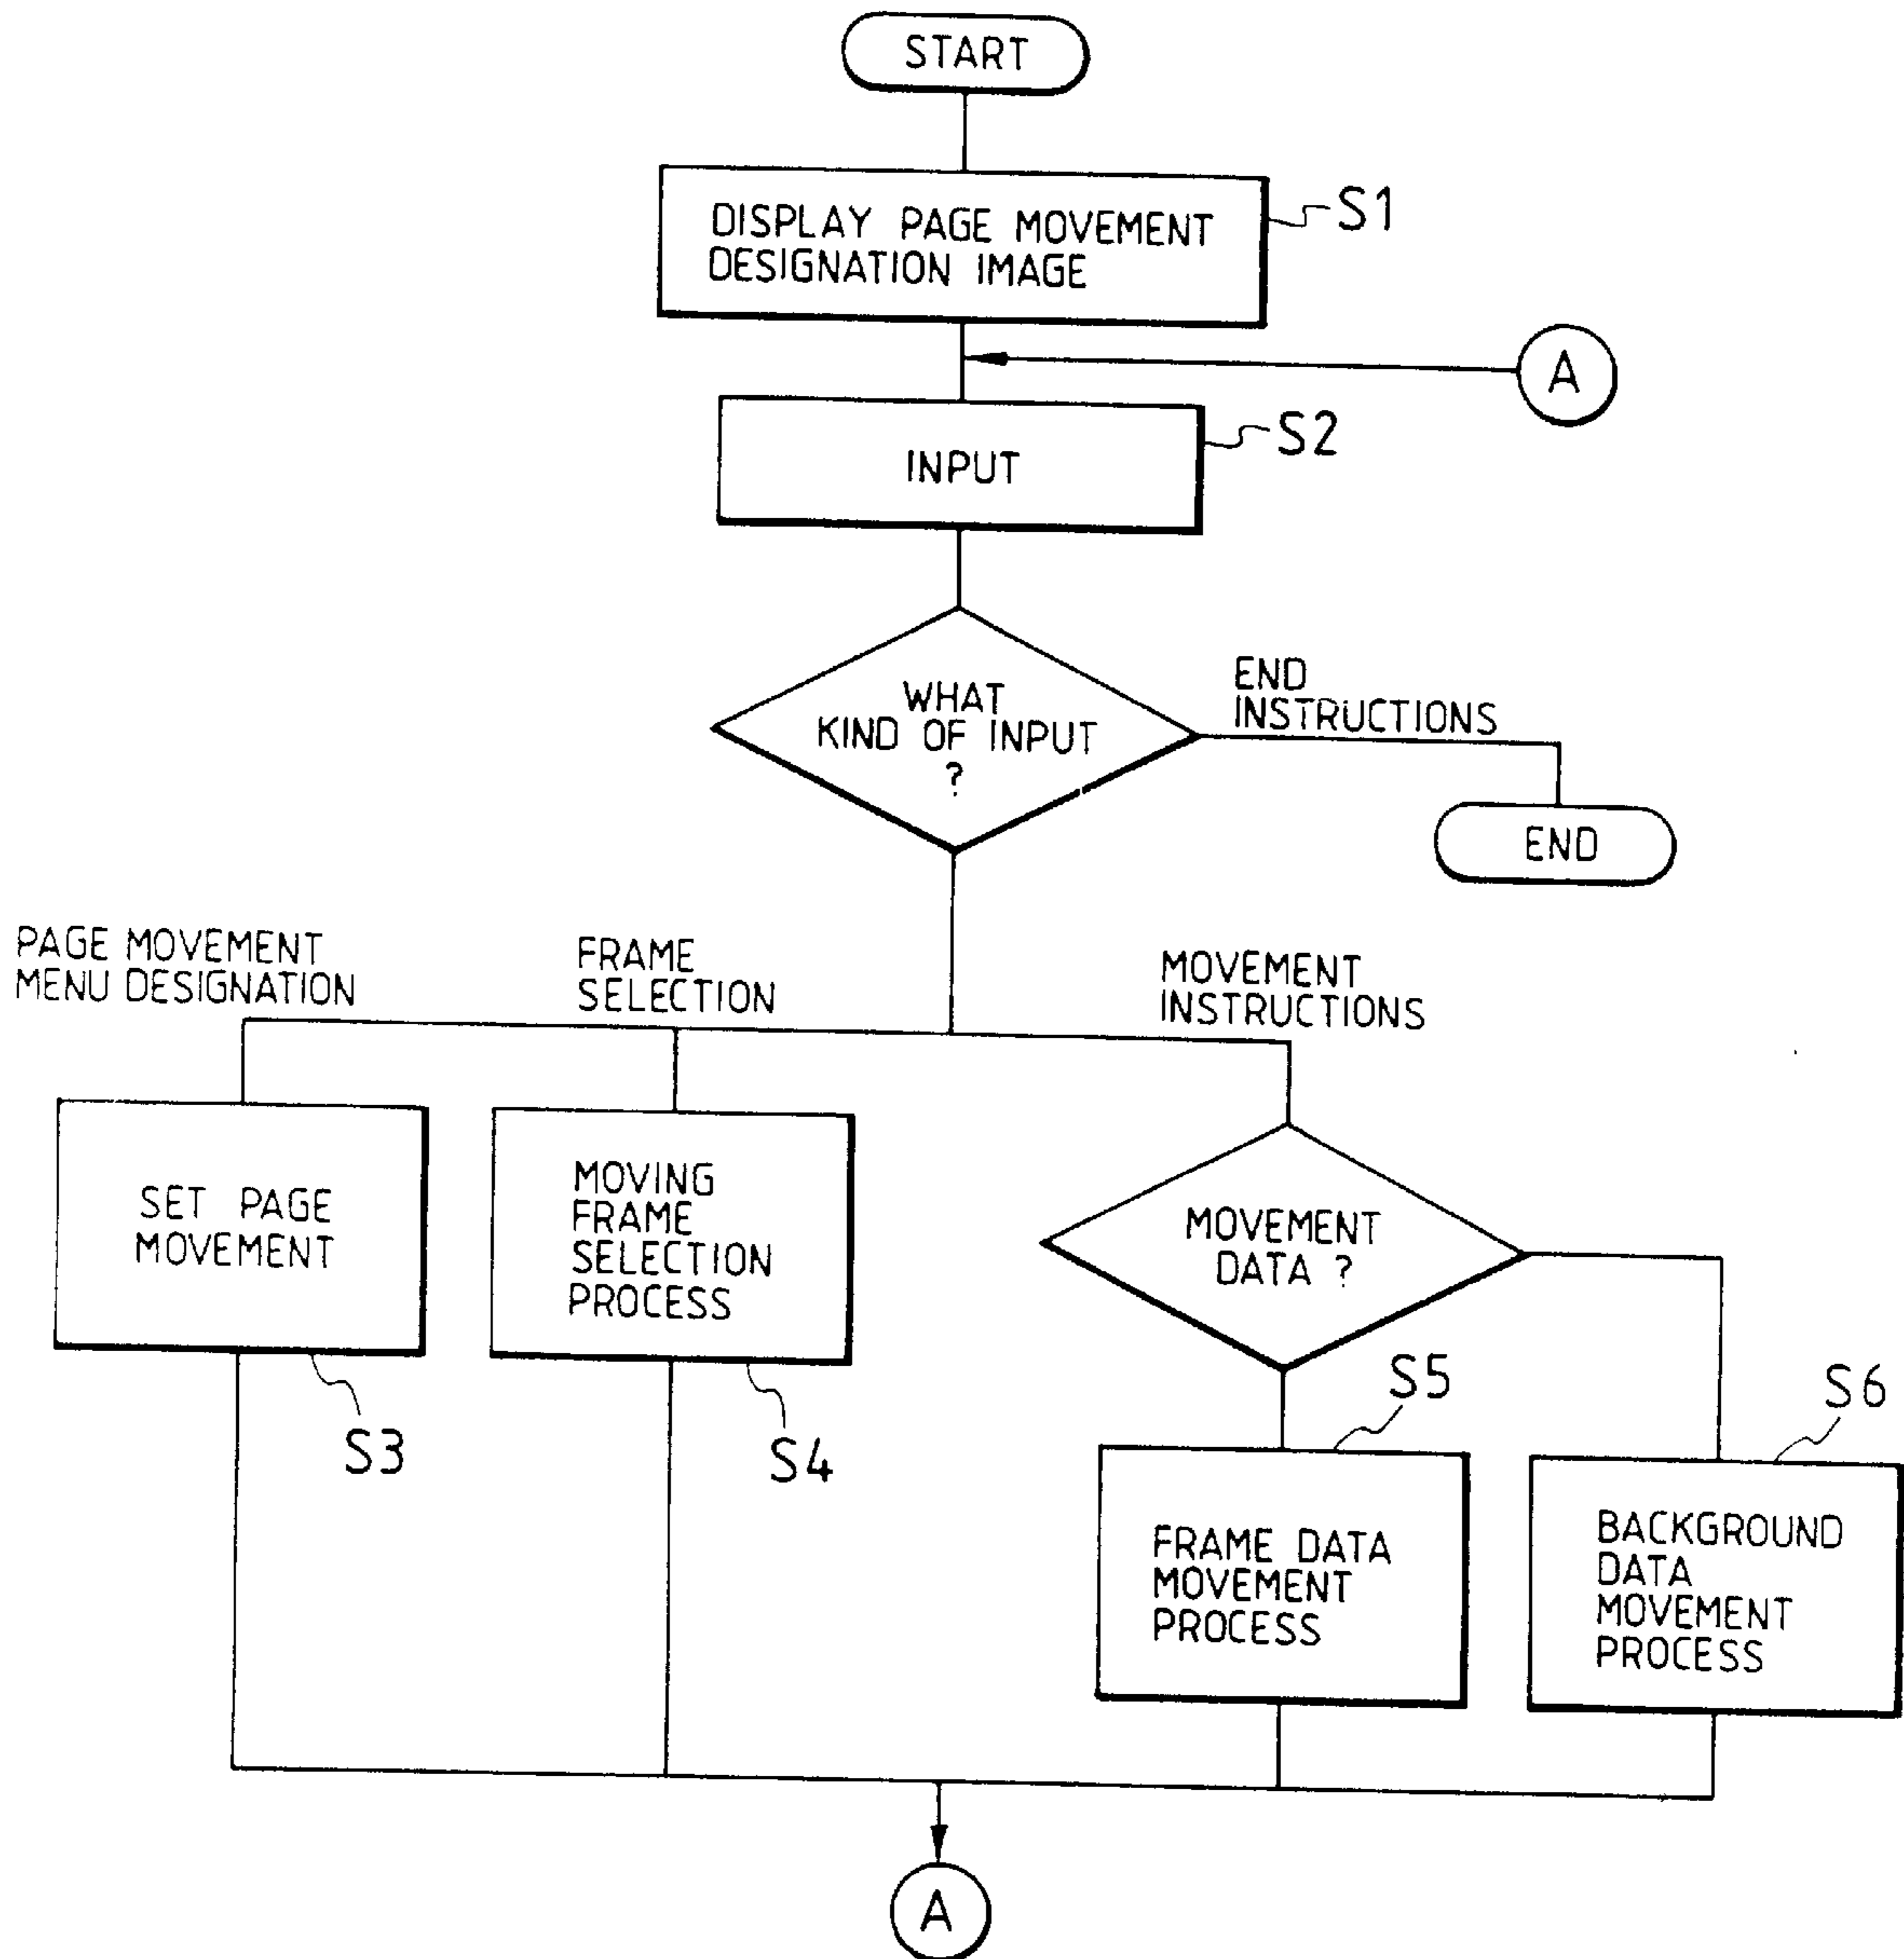 START
DISPLAY PAGE MOVEMENT
DESIGNATION IMAGE
S1
A
INPUT
S2
WHAT
KIND OF INPUT
?
END
INSTRUCTIONS
END
PAGE MOVEMENT
MENU DESIGNATION
FRAME
SELECTION
MOVEMENT
INSTRUCTIONS
SET PAGE
MOVEMENT
S3
MOVING
FRAME
SELECTION
PROCESS
S4
MOVEMENT
DATA ?
S5
FRAME DATA
MOVEMENT
PROCESS
S6
BACKGROUND
DATA
MOVEMENT
PROCESS
A